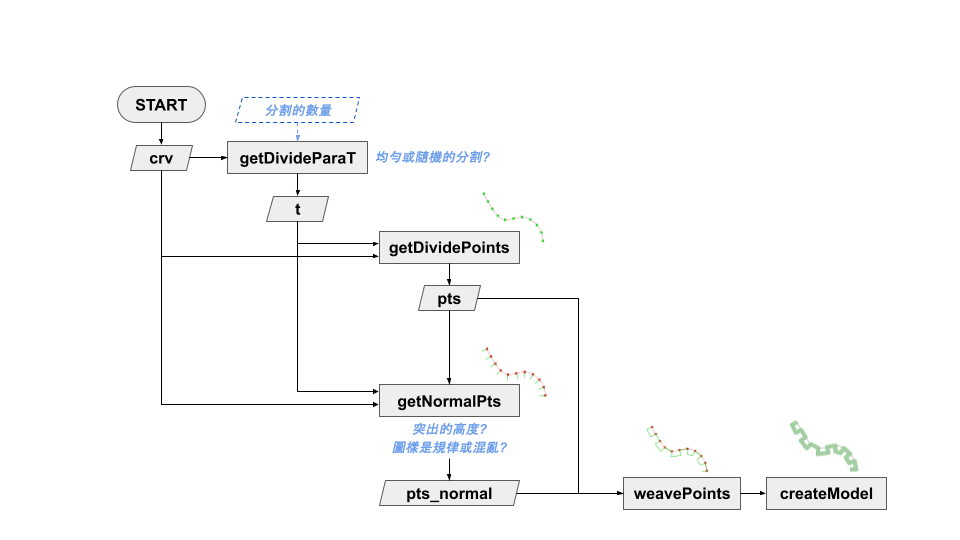 START
分割的數量
crv
getDivideParaT
均勻或隨機的分割?
t
getDividePoints
pts
getNormalPts
突出的高度?
圖樣是規律或混亂?
pts_normal
weavePoints
createModel